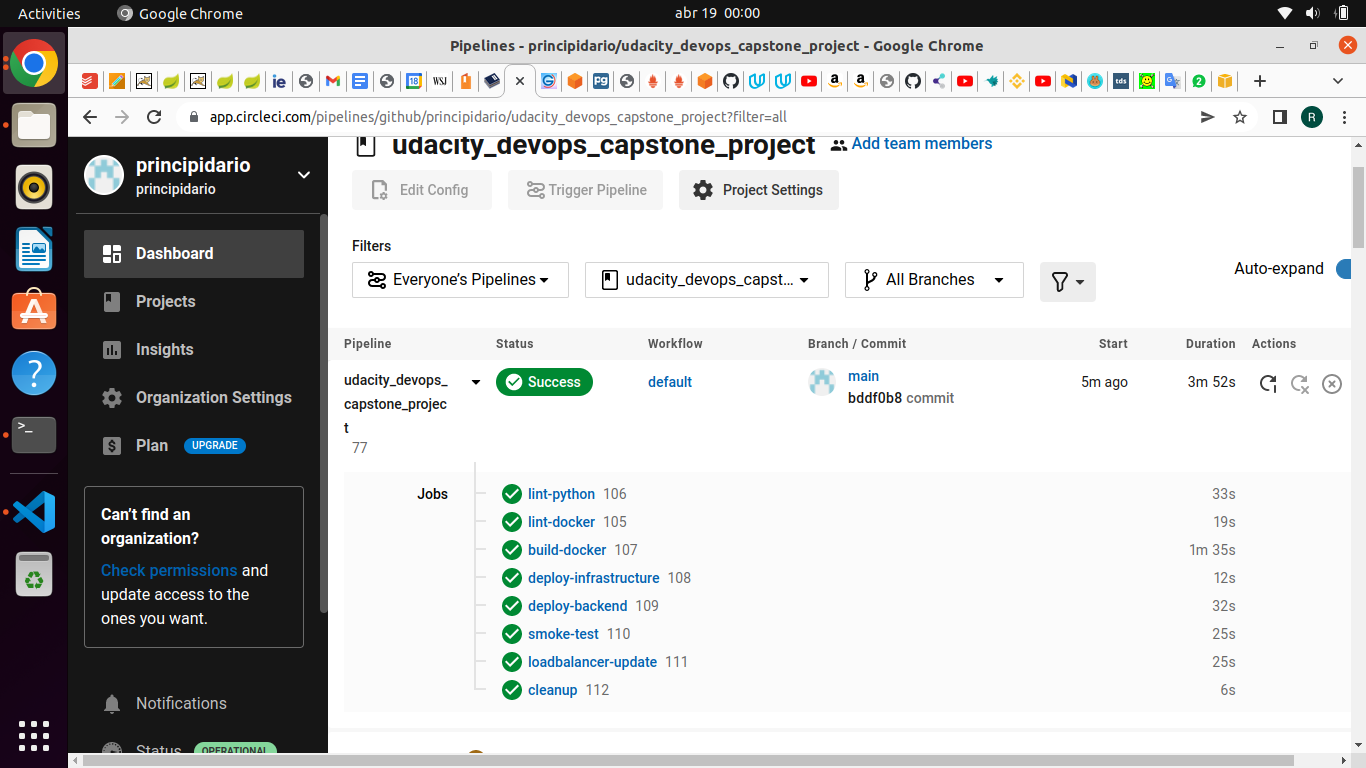 Activities
Google Chrome
abr 19 00:00
Pipelines - principidario/udacity_devops_capstone_project - Google Chrome
app.circleci.com/pipelines/github/principidario/udacity_devops_capstone_project?filter=all
R
principidario
principidario
Dashboard
Projects
Insights
Organization Settings
Plan UPGRADE
Can't find an
organization?
Check permissions and
update access to the
ones you want.
Notifications
Status OPERATIONAL
udacity_devops_capstone_project Add team members
Edit Config Trigger Pipeline Project Settings
Filters
Everyone's Pipelines udacity_devops_capst... All Branches Auto-expand
Pipeline Status Workflow Branch / Commit Start Duration Actions
udacity_devops_
capstone_projec
t
77
Success default main 5m ago 3m 52s
bddf0b8 commit
Jobs
lint-python 106 33s
lint-docker 105 19s
build-docker 107 1m 35s
deploy-infrastructure 108 12s
deploy-backend 109 32s
smoke-test 110 25s
loadbalancer-update 111 25s
cleanup 112 6s